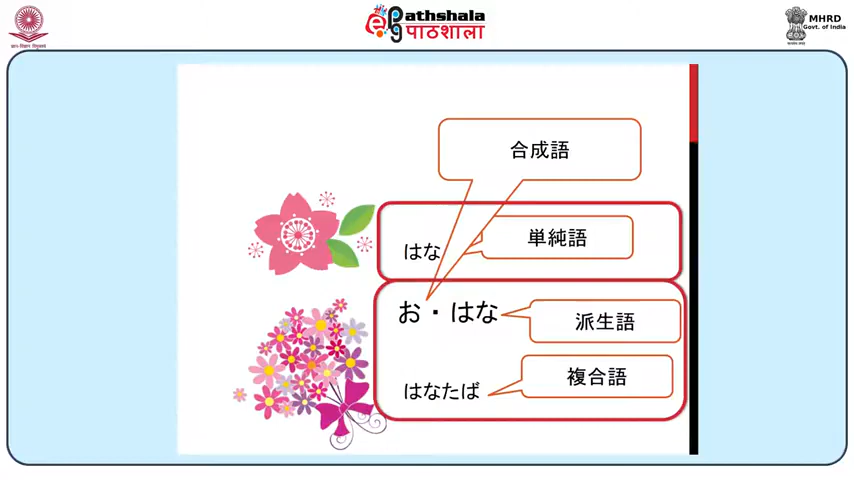 ePathshala
पाठशाला
MHRD
Govt. of India
合成語
はな
単純語
お・はな
派生語
はなたば
複合語